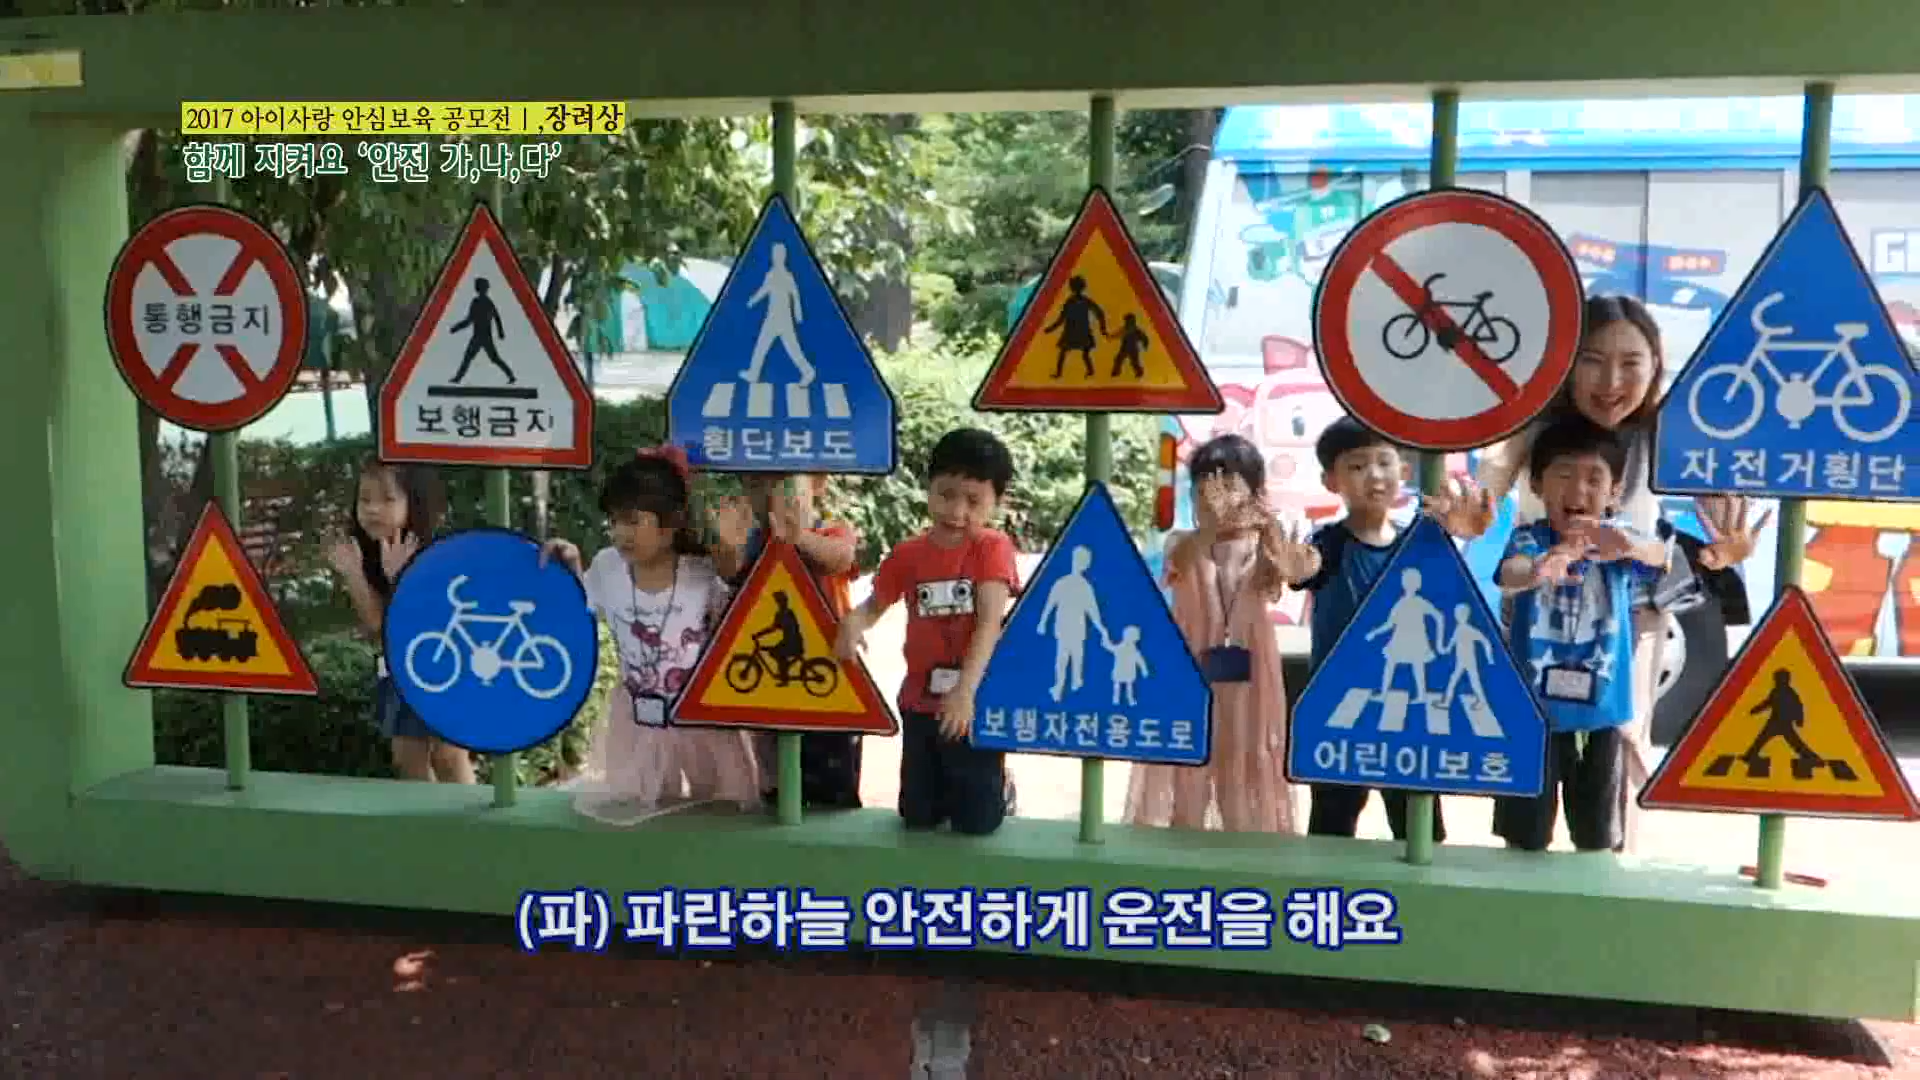 2017 아이사랑 안심보육 공모전 | ,장려상
함께 지켜요 ‘안전 가,나,다’
통행금지
보행금지
횡단보도
자전거횡단
보행자전용도로
어린이보호
(파) 파란하늘 안전하게 운전을 해요